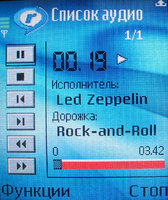 Список аудио
1/1
00.19
Исполнитель:
Led Zeppelin
Дорожка:
Rock-and-Roll
0 03.42
Функции Стоп